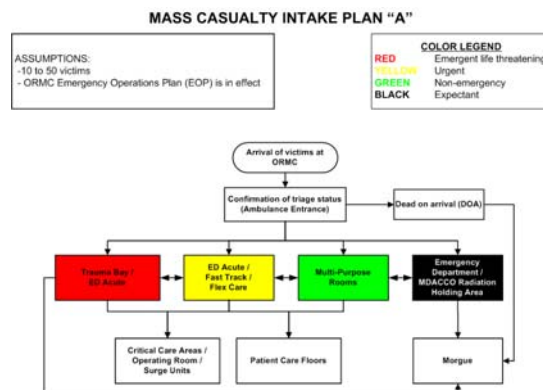 MASS CASUALTY INTAKE PLAN “A”
ASSUMPTIONS:
-10 to 50 victims
- ORMC Emergency Operations Plan (EOP) is in effect
COLOR LEGEND
RED Emergent life threatening
YELLOW Urgent
GREEN Non-emergency
BLACK Expectant
Arrival of victims at
ORMC
Confirmation of triage status
(Ambulance Entrance)
Dead on arrival (DOA)
Trauma Bay /
ED Acute
ED Acute /
Fast Track /
Flex Care
Multi-Purpose
Rooms
Emergency
Department /
MDACCO Radiation
Holding Area
Critical Care Areas /
Operating Room /
Surge Units
Patient Care Floors
Morgue